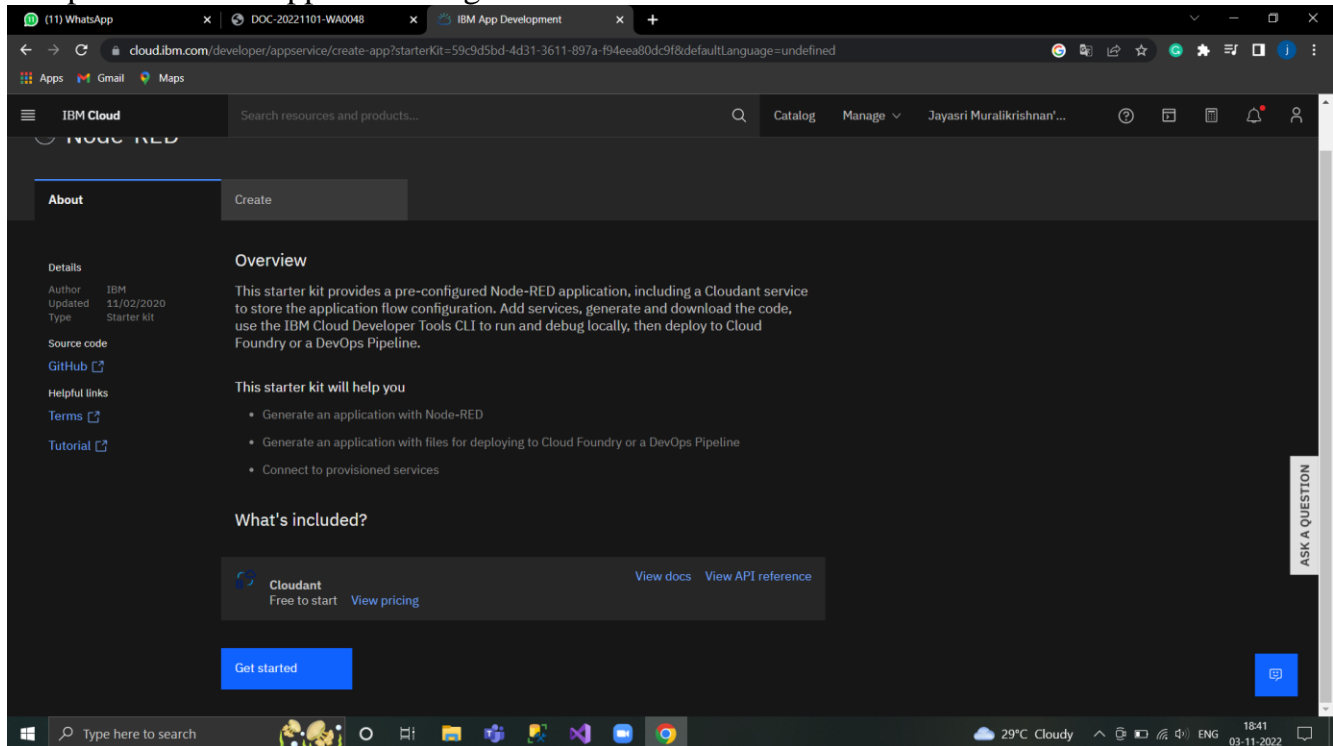 (11) WhatsApp
DOC-20221101-WA0048
IBM App Development
cloud.ibm.com/developer/appservice/create-app?starterKit=59c9d5bd-4d31-3611-897a-f94eea80dc9f&defaultLanguage=undefined
Apps Gmail Maps
IBM Cloud
Search resources and products...
Catalog
Manage
Jayasri Muralikrishnan'...
Node-RED
About
Create
Details
Author IBM
Updated 11/02/2020
Type Starter kit
Source code
GitHub
Helpful links
Terms
Tutorial
Overview
This starter kit provides a pre-configured Node-RED application, including a Cloudant service
to store the application flow configuration. Add services, generate and download the code,
use the IBM Cloud Developer Tools CLI to run and debug locally, then deploy to Cloud
Foundry or a DevOps Pipeline.
This starter kit will help you
• Generate an application with Node-RED
• Generate an application with files for deploying to Cloud Foundry or a DevOps Pipeline
• Connect to provisioned services
What's included?
Cloudant
Free to start View pricing
View docs View API reference
Get started
ASK A QUESTION
Type here to search
29°C Cloudy
ENG
18:41
03-11-2022